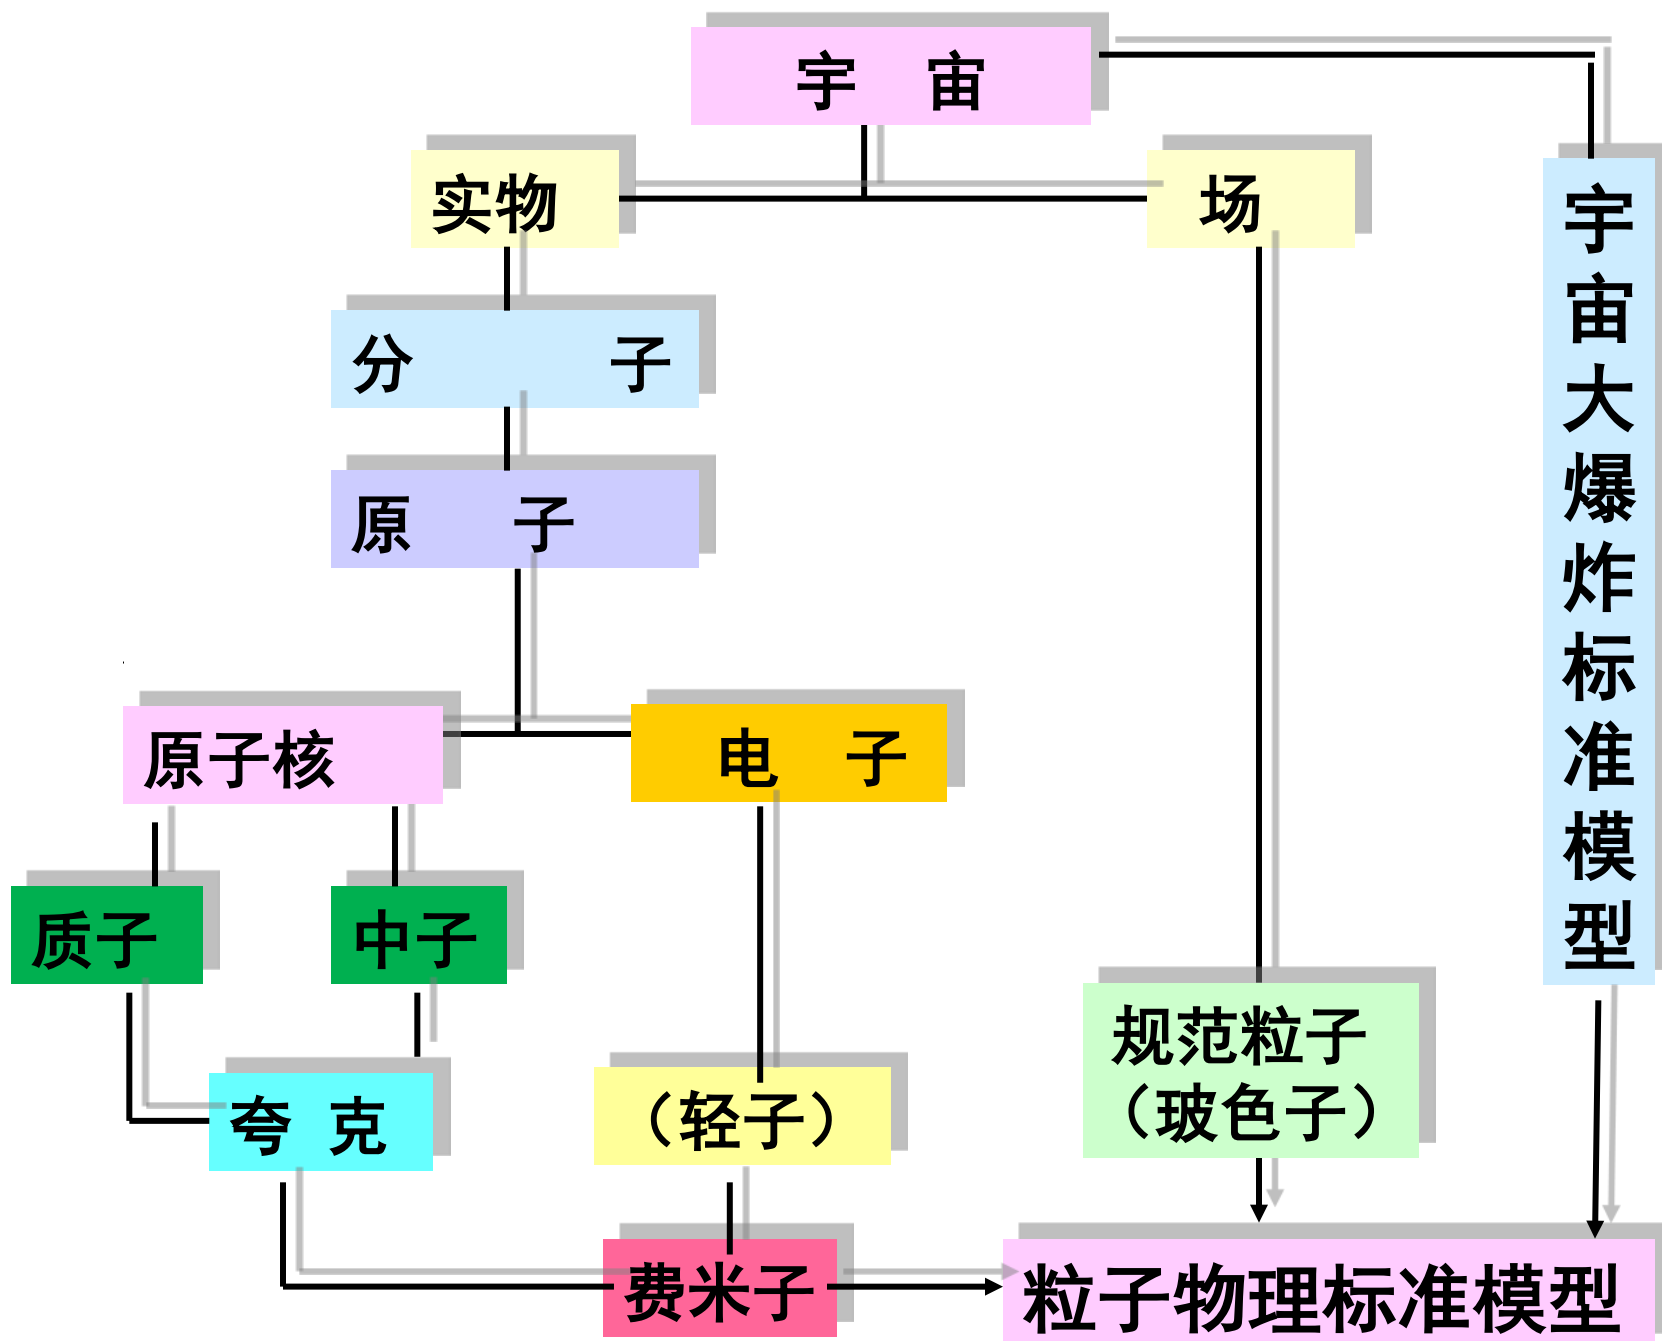 宇 宙
实物
场
分 子
原 子
原子核
电 子
质子
中子
夸 克
（轻子）
规范粒子
（玻色子）
费米子
粒子物理标准模型
宇宙大爆炸标准模型